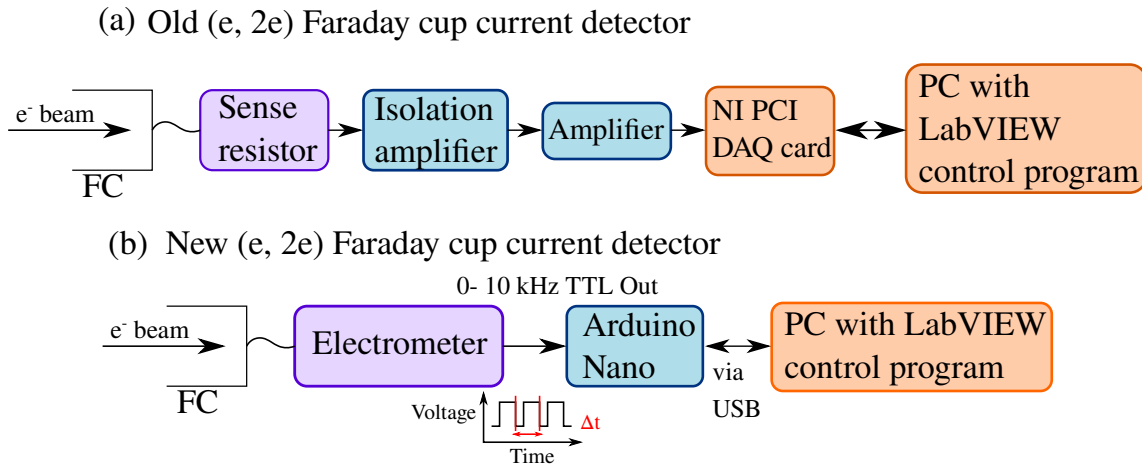 (a) Old (e, 2e) Faraday cup current detector
e⁻ beam
FC
Sense
resistor
Isolation
amplifier
Amplifier
NI PCI
DAQ card
PC with
LabVIEW
control program
(b) New (e, 2e) Faraday cup current detector
0- 10 kHz TTL Out
e⁻ beam
FC
Electrometer
Arduino
Nano
via
USB
PC with LabVIEW
control program
Voltage
Δt
Time